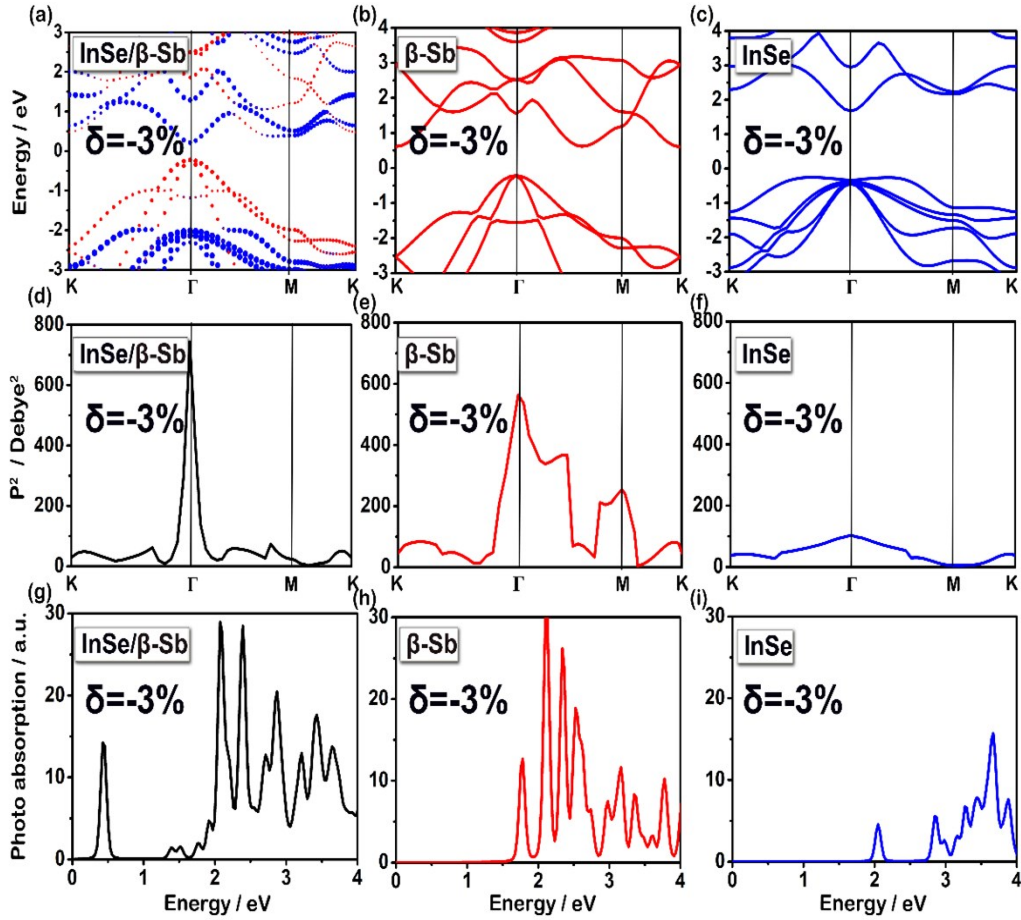 (a)
InSe/β-Sb
δ=-3%
Energy / eV
3
2
1
0
-1
-2
-3
K Γ M K
(b)
β-Sb
δ=-3%
4
3
2
1
0
-1
-2
-3
K Γ M K
(c)
InSe
δ=-3%
4
3
2
1
0
-1
-2
-3
K Γ M K
(d)
InSe/β-Sb
δ=-3%
P² / Debye²
800
600
400
200
0
K Γ M K
(e)
β-Sb
δ=-3%
800
600
400
200
0
K Γ M K
(f)
InSe
δ=-3%
800
600
400
200
0
K Γ M K
(g)
InSe/β-Sb
δ=-3%
Photo absorption / a.u.
30
20
10
0
0 1 2 3 4
Energy / eV
(h)
β-Sb
δ=-3%
30
20
10
0
0 1 2 3 4
Energy / eV
(i)
InSe
δ=-3%
30
20
10
0
0 1 2 3 4
Energy / eV